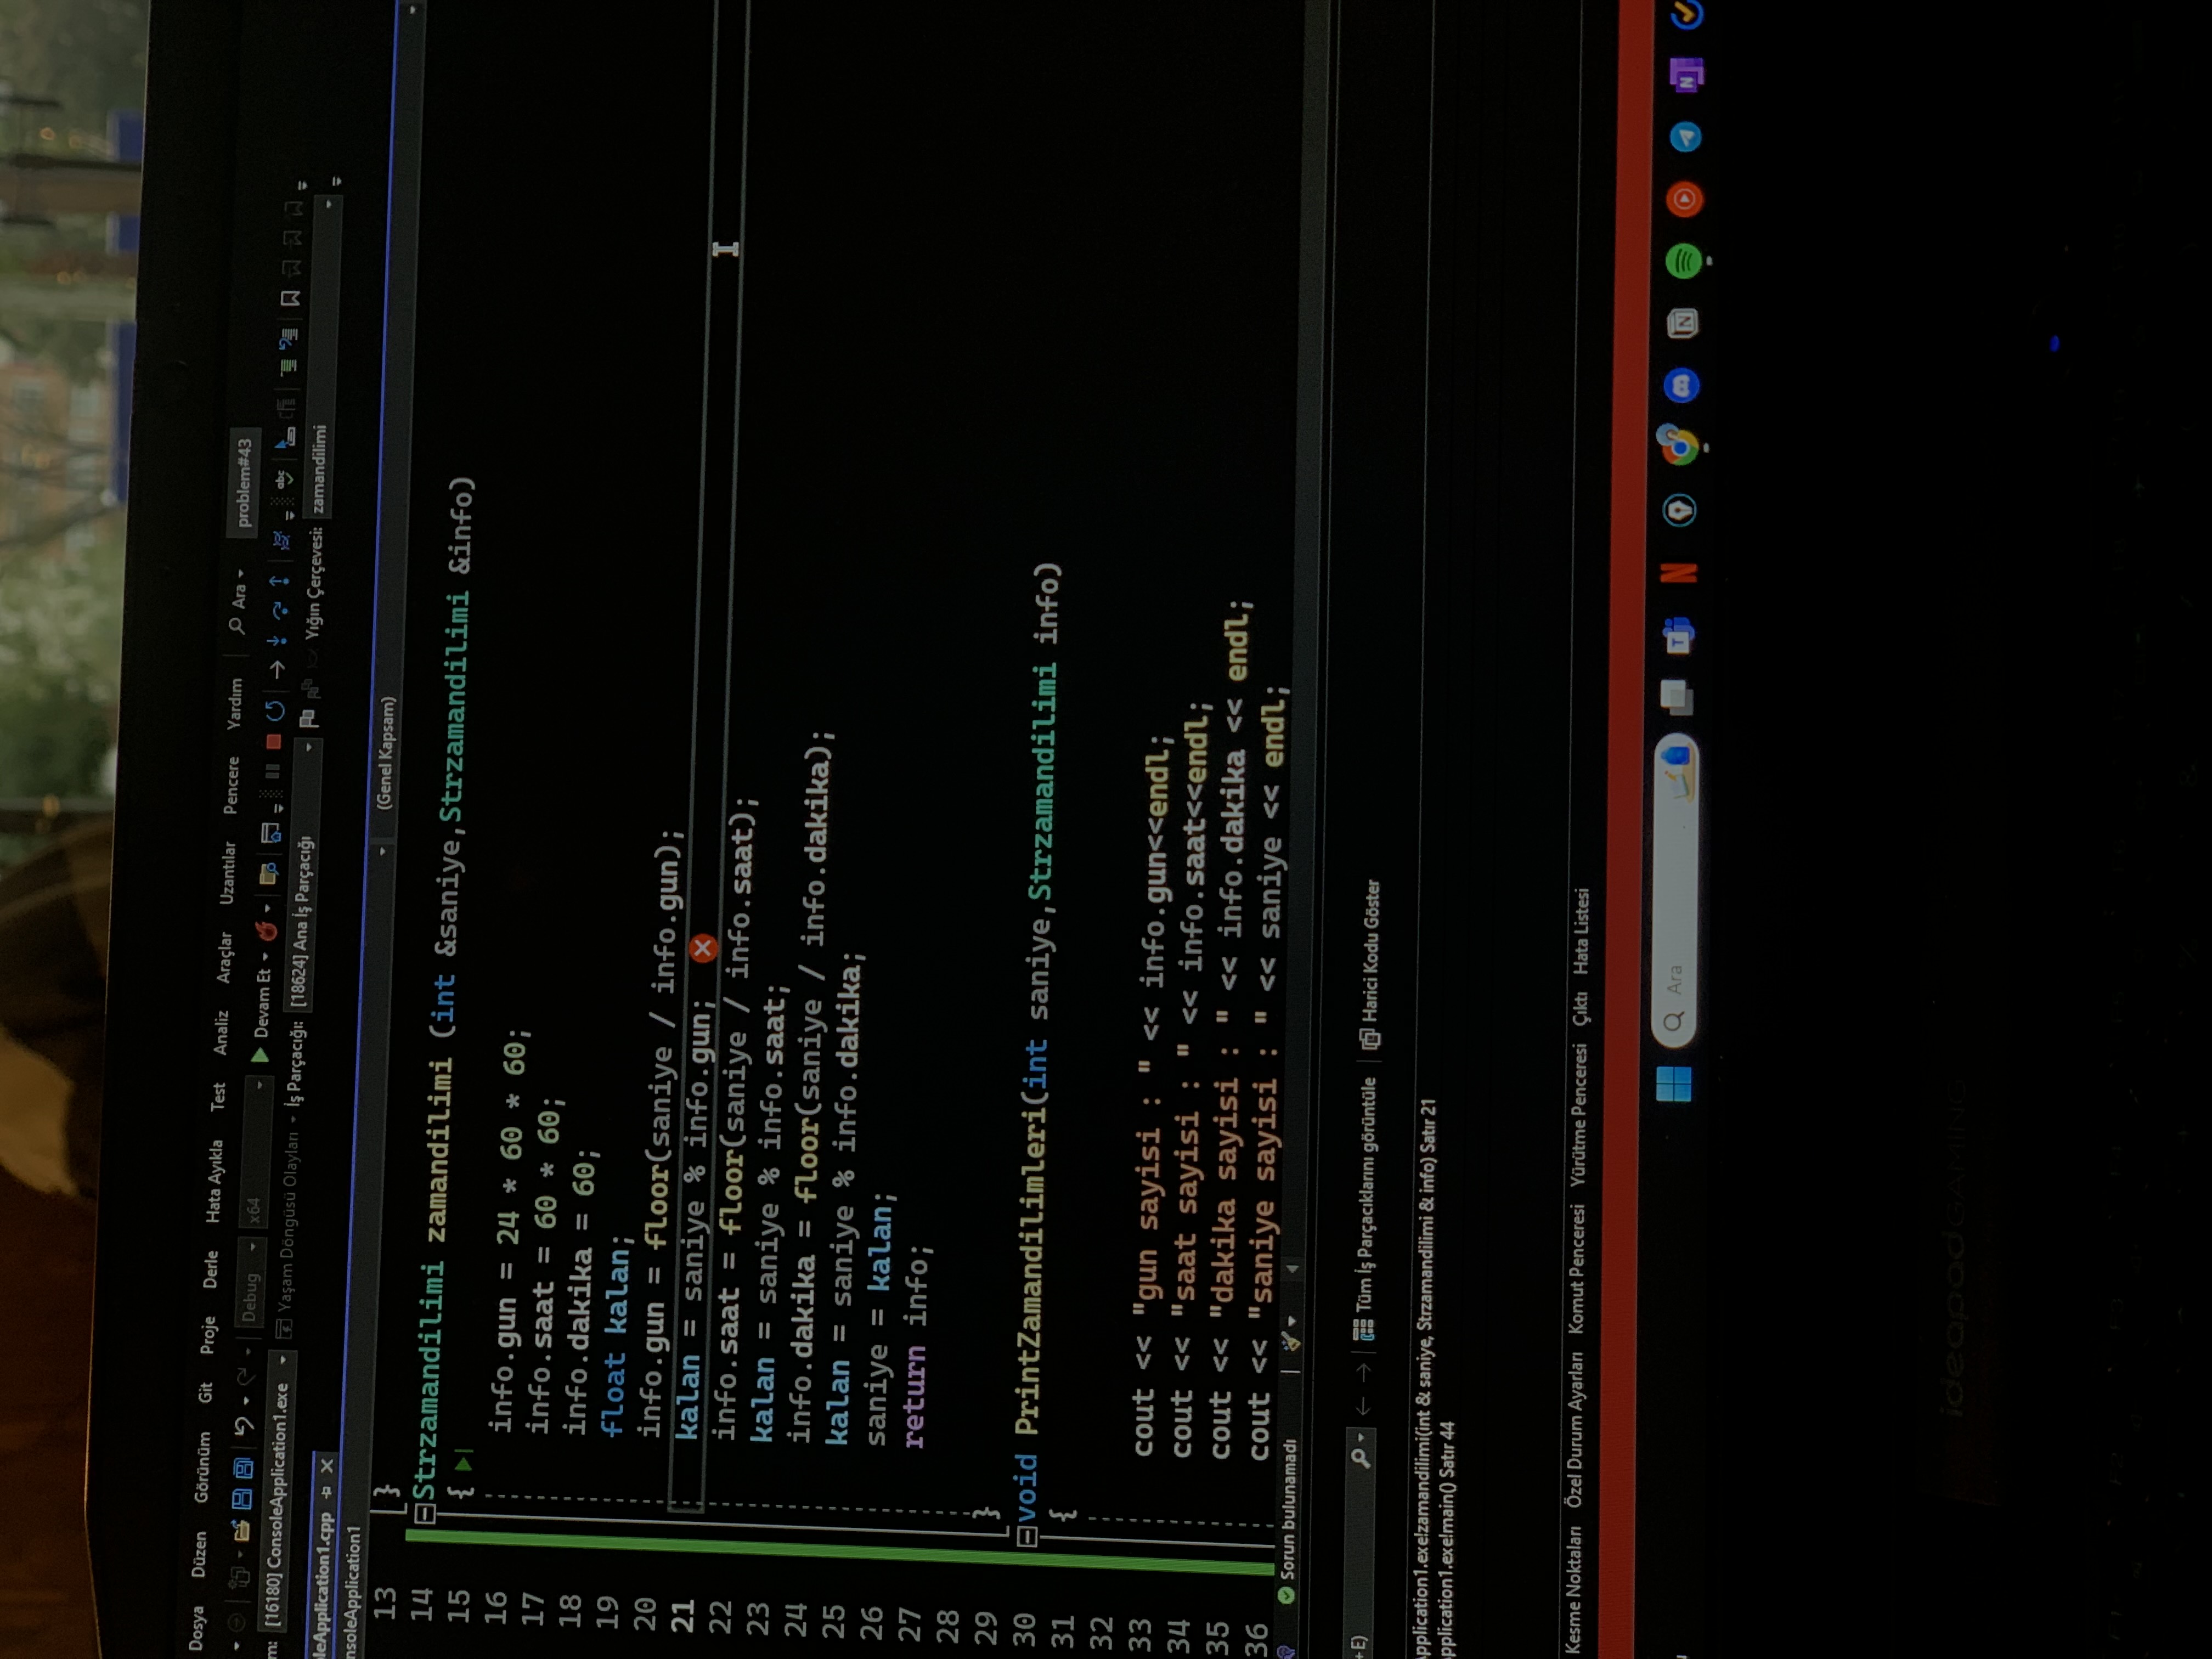 Dosya Düzen Görünüm Git Proje Derle Hata Ayıkla Test Analiz Araçlar Uzantılar Pencere Yardım Ara problem#43
Debug x64 Devam Et
m: [16180] ConsoleApplication1.exe Yaşam Döngüsü Olayları İş Parçacığı: [18624] Ana İş Parçacığı Yığın Çerçevesi: zamandilimi
leApplication1.cpp
nsoleApplication1 (Genel Kapsam)
13 }
14 Strzamandilimi zamandilimi (int &saniye,Strzamandilimi &info)
15 {
16 info.gun = 24 * 60 * 60;
17 info.saat = 60 * 60;
18 info.dakika = 60;
19 float kalan;
20 info.gun = floor(saniye / info.gun);
21 kalan = saniye % info.gun;
22 info.saat = floor(saniye / info.saat);
23 kalan = saniye % info.saat;
24 info.dakika = floor(saniye / info.dakika);
25 kalan = saniye % info.dakika;
26 saniye = kalan;
27 return info;
28
29 }
30 void PrintZamandilimleri(int saniye,Strzamandilimi info)
31 {
32
33 cout << "gun sayisi : " << info.gun<<endl;
34 cout << "saat sayisi : " << info.saat<<endl;
35 cout << "dakika sayisi : " << info.dakika << endl;
36 cout << "saniye sayisi : " << saniye << endl;
Sorun bulunamadı
+E) Tüm İş Parçacıklarını görüntüle Harici Kodu Göster
Application1.exe!zamandilimi(int & saniye, Strzamandilimi & info) Satır 21
Application1.exe!main() Satır 44
Kesme Noktaları Özel Durum Ayarları Komut Penceresi Yürütme Penceresi Çıktı Hata Listesi
Ara
ideapad GAMING